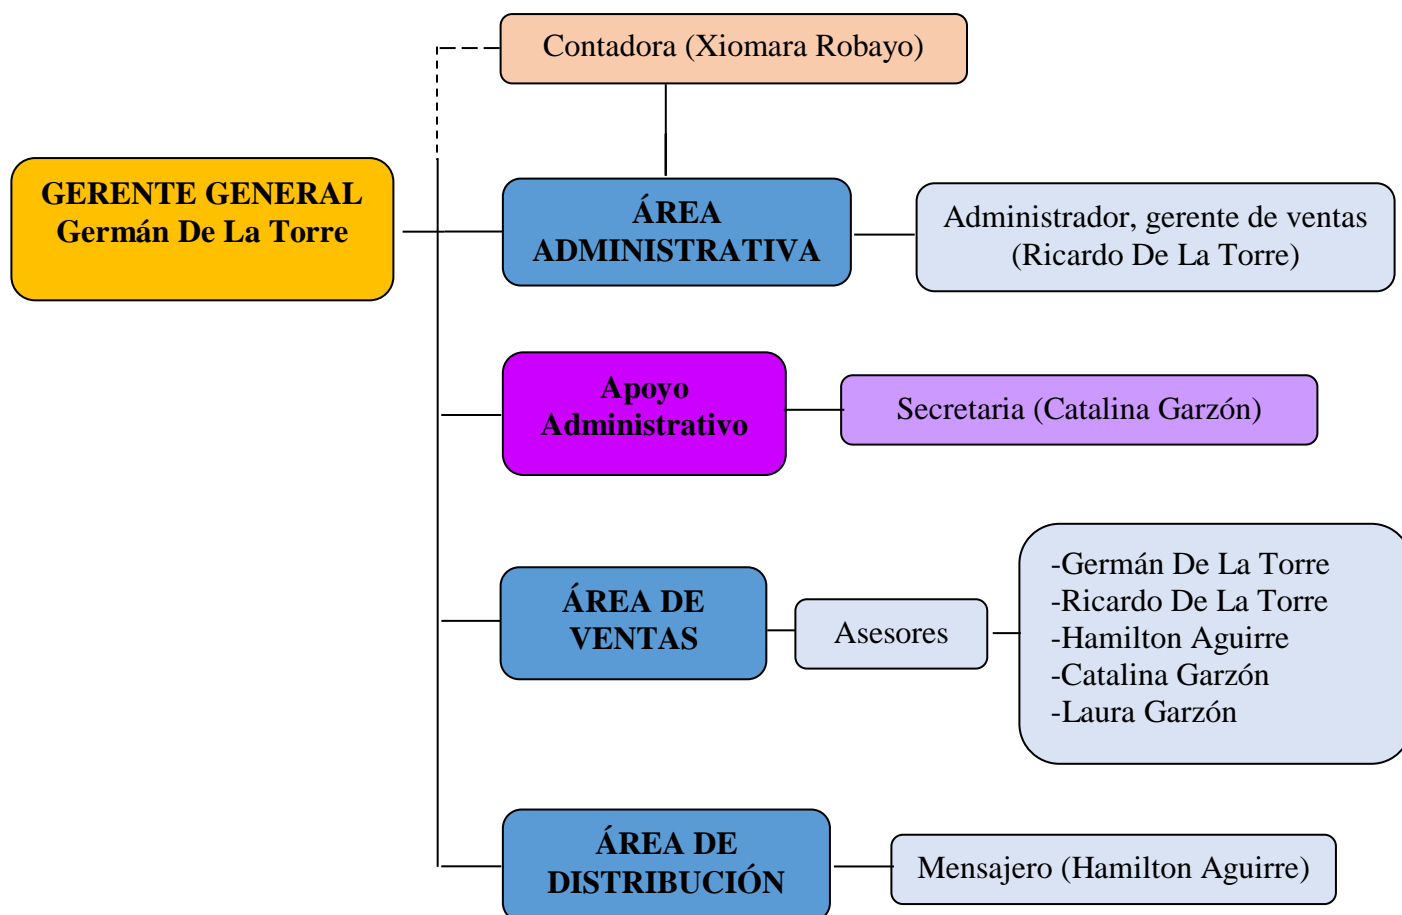 Contadora (Xiomara Robayo)
GERENTE GENERAL
Germán De La Torre
ÁREA
ADMINISTRATIVA
Administrador, gerente de ventas
(Ricardo De La Torre)
Apoyo
Administrativo
Secretaria (Catalina Garzón)
ÁREA DE
VENTAS
Asesores
-Germán De La Torre
-Ricardo De La Torre
-Hamilton Aguirre
-Catalina Garzón
-Laura Garzón
ÁREA DE
DISTRIBUCIÓN
Mensajero (Hamilton Aguirre)